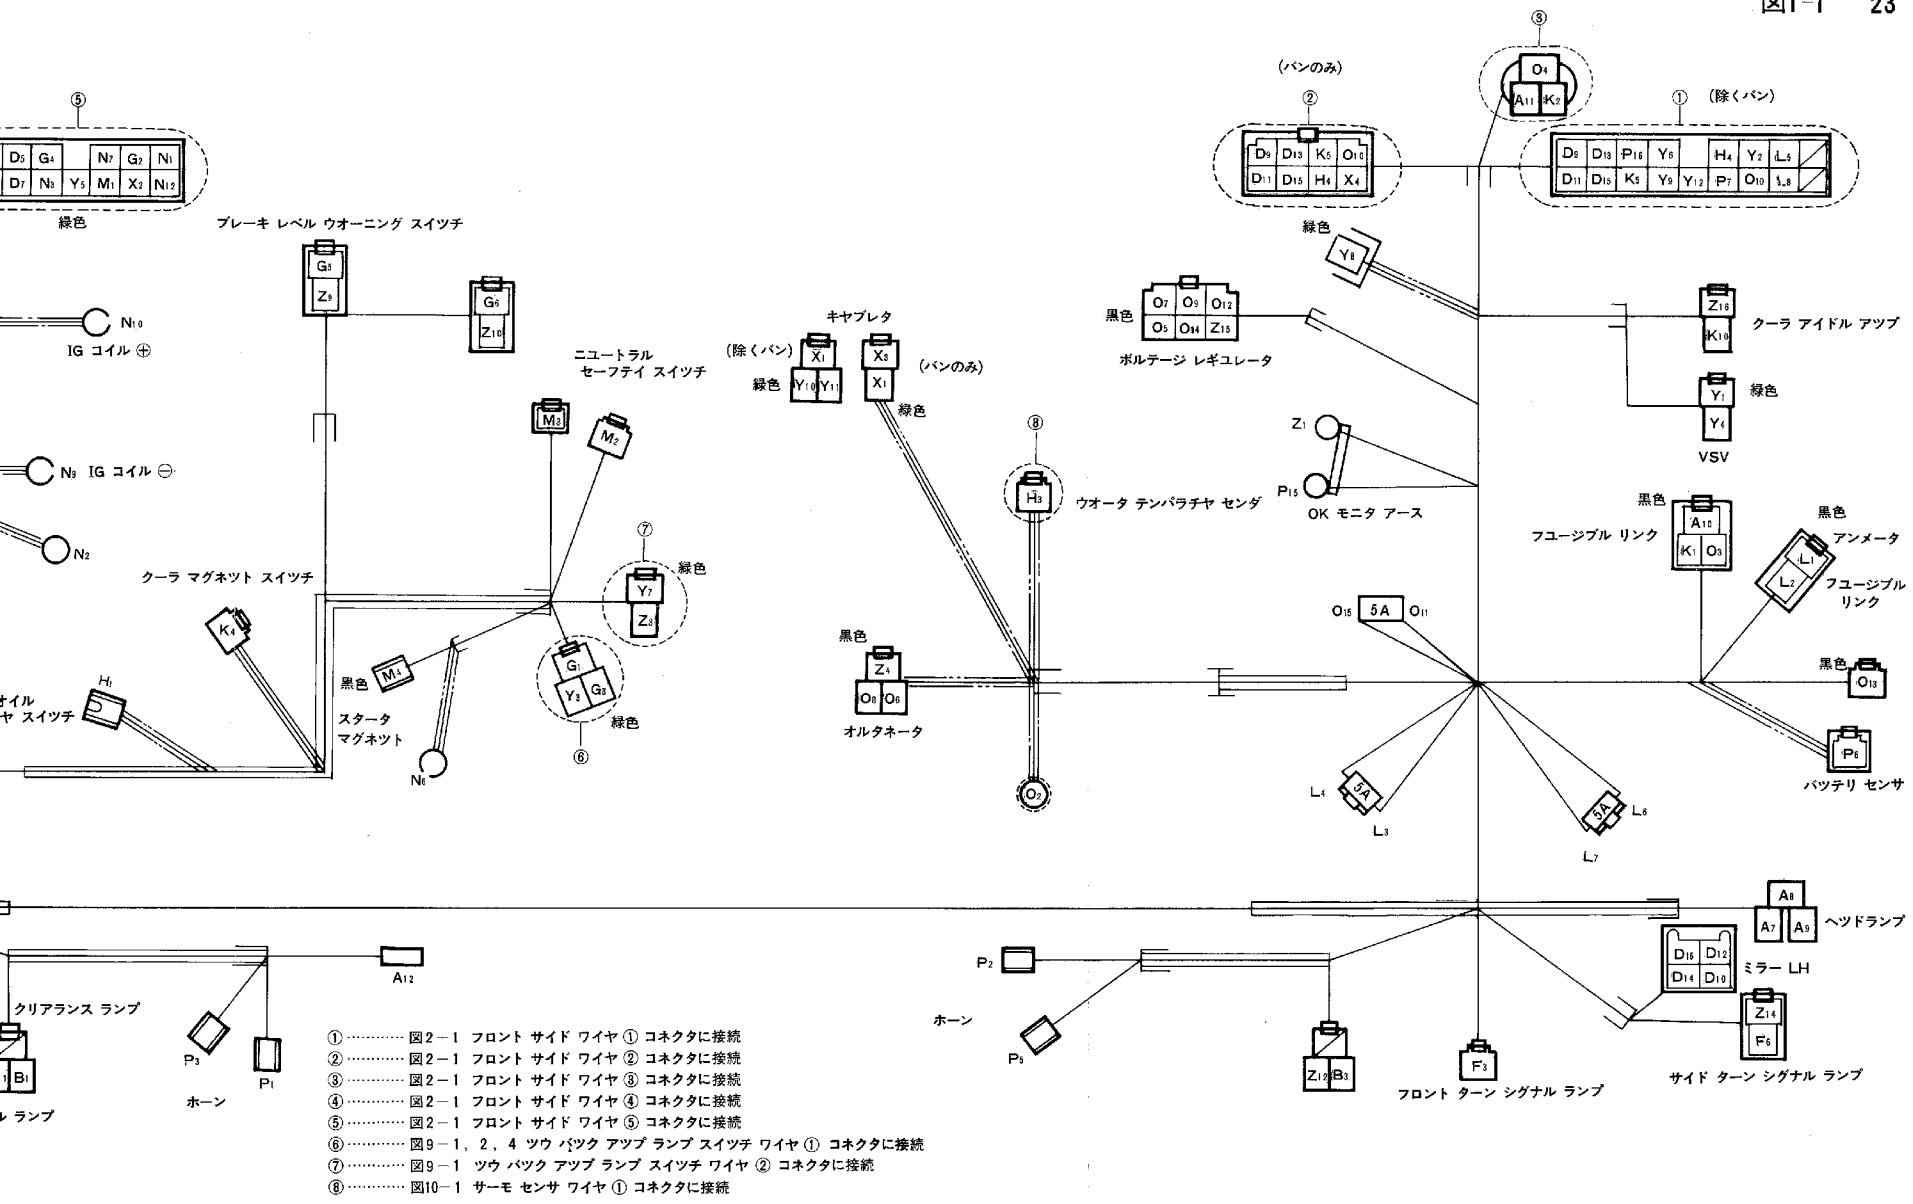 図1-1 23
③
O4
A11 K2
(バンのみ)
②
D9 D13 K5 O10
D11 D15 H4 X4
① (除くバン)
D9 D13 P16 Y6 H4 Y2 L5
D11 D15 K5 Y9 Y12 P7 O10 L8
⑤
D5 G4 N7 G2 N1
D7 N8 Y5 M1 X2 N12
緑色
ブレーキ レベル ウオーニング スイツチ
G5
Z9
G6
Z10
N10
IG コイル ⊕
N9 IG コイル ⊖
N2
ニユートラル
セーフテイ スイツチ
M3
M2
⑦
緑色
Y7
Z3
G1
Y3 G3
緑色
⑥
クーラ マグネツト スイツチ
K4
H1
オイル
ヤ スイツチ
黒色
M4
スタータ
マグネツト
N6
キヤブレタ
(除くバン)
X1
緑色
Y10 Y11
X3
X1
(バンのみ)
緑色
⑧
H3
ウオータ テンパラチヤ センダ
黒色
Z4
O8 O6
オルタネータ
O2
緑色
Y8
黒色
O7 O9 O12
O5 O14 Z15
ボルテージ レギユレータ
Z16
K10
クーラ アイドル アツプ
Y1
Y4
緑色
VSV
Z1
P15
OK モニタ アース
黒色
A10
K1 O3
フユージブル リンク
黒色
アンメータ
L1
L2
フユージブル
リンク
O15 5A O11
黒色
O13
P6
バツテリ センサ
L4 5A
L3
5A L6
L7
A8
A7 A9
ヘツドランプ
D16 D12
D14 D10
ミラー LH
Z14
F6
サイド ターン シグナル ランプ
F3
フロント ターン シグナル ランプ
P2
ホーン
P5
Z12 B3
A12
クリアランス ランプ
P3
P1
ホーン
1 B1
ル ランプ
①………… 図2-1 フロント サイド ワイヤ ① コネクタに接続
②………… 図2-1 フロント サイド ワイヤ ② コネクタに接続
③………… 図2-1 フロント サイド ワイヤ ③ コネクタに接続
④………… 図2-1 フロント サイド ワイヤ ④ コネクタに接続
⑤………… 図2-1 フロント サイド ワイヤ ⑤ コネクタに接続
⑥………… 図9-1, 2, 4 ツウ バツク アツプ ランプ スイツチ ワイヤ ① コネクタに接続
⑦………… 図9-1 ツウ バツク アツプ ランプ スイツチ ワイヤ ② コネクタに接続
⑧………… 図10-1 サーモ センサ ワイヤ ① コネクタに接続